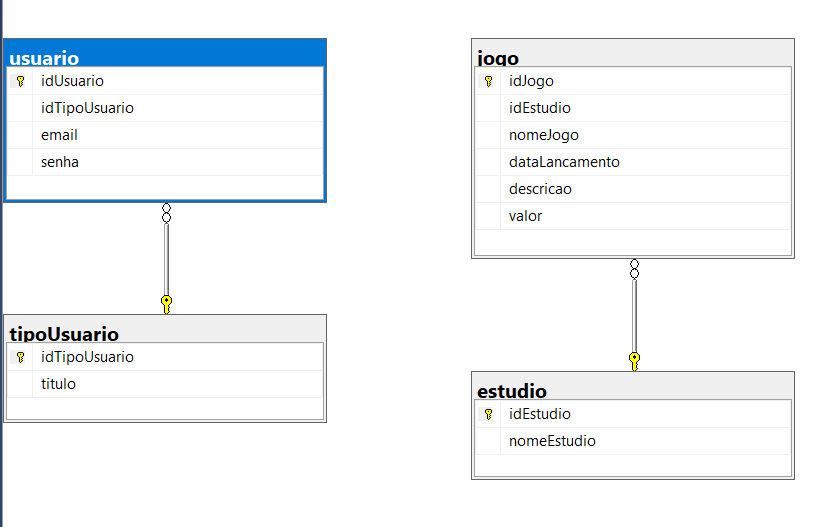 usuario
idUsuario
idTipoUsuario
email
senha
tipoUsuario
idTipoUsuario
titulo
jogo
idJogo
idEstudio
nomeJogo
dataLancamento
descricao
valor
estudio
idEstudio
nomeEstudio